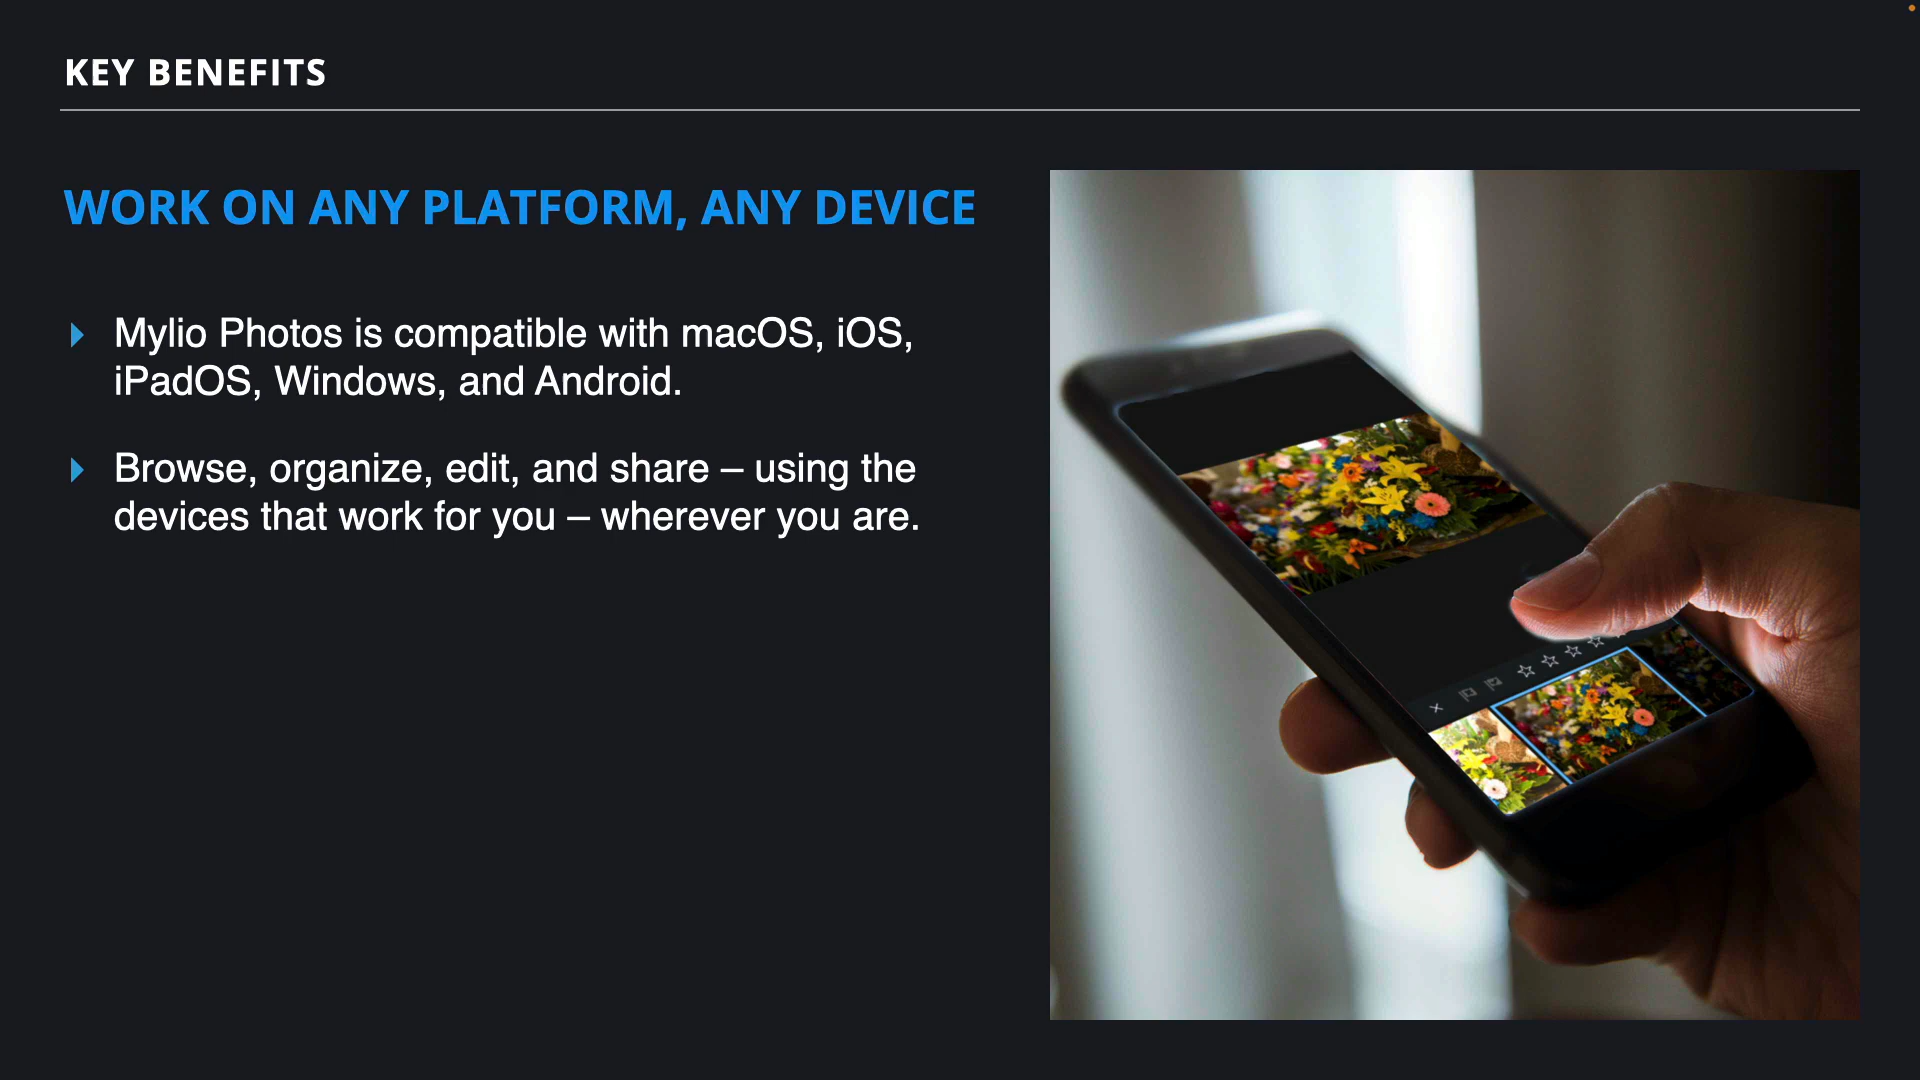 KEY BENEFITS
WORK ON ANY PLATFORM, ANY DEVICE
Mylio Photos is compatible with macOS, iOS,
iPadOS, Windows, and Android.
Browse, organize, edit, and share – using the
devices that work for you – wherever you are.